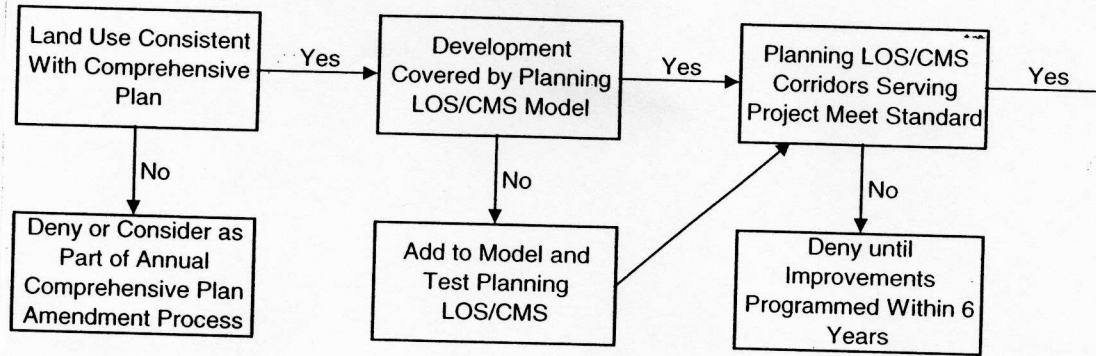 Land Use Consistent
With Comprehensive
Plan
Yes
Development
Covered by Planning
LOS/CMS Model
Yes
Planning LOS/CMS
Corridors Serving
Project Meet Standard
Yes
No
No
No
Deny or Consider as
Part of Annual
Comprehensive Plan
Amendment Process
Add to Model and
Test Planning
LOS/CMS
Deny until
Improvements
Programmed Within 6
Years